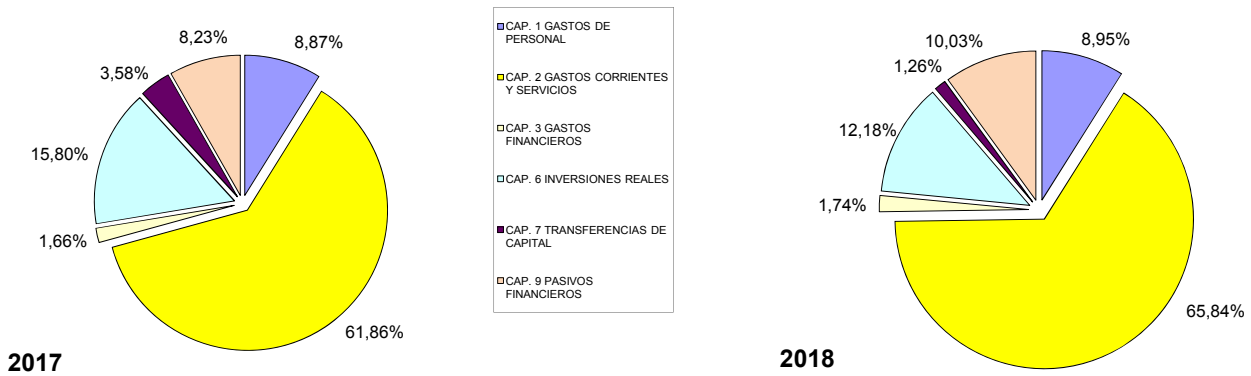 8,23%
8,87%
3,58%
15,80%
1,66%
61,86%
2017
CAP. 1 GASTOS DE
PERSONAL
CAP. 2 GASTOS CORRIENTES
Y SERVICIOS
CAP. 3 GASTOS
FINANCIEROS
CAP. 6 INVERSIONES REALES
CAP. 7 TRANSFERENCIAS DE
CAPITAL
CAP. 9 PASIVOS
FINANCIEROS
10,03%
8,95%
1,26%
12,18%
1,74%
65,84%
2018